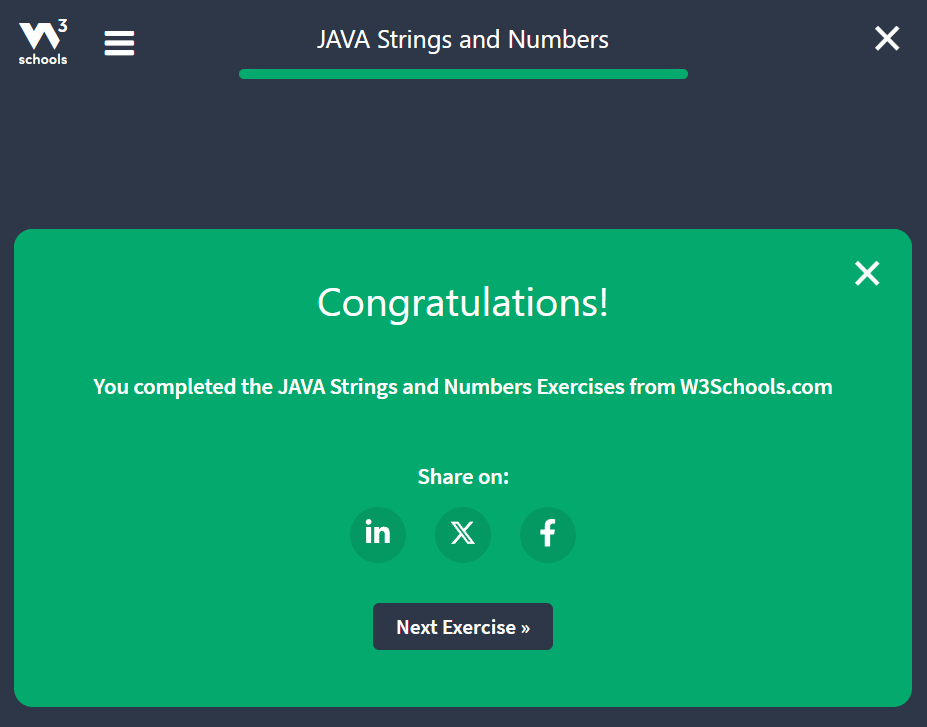 W3
schools
JAVA Strings and Numbers
Congratulations!
You completed the JAVA Strings and Numbers Exercises from W3Schools.com
Share on:
in X f
Next Exercise »